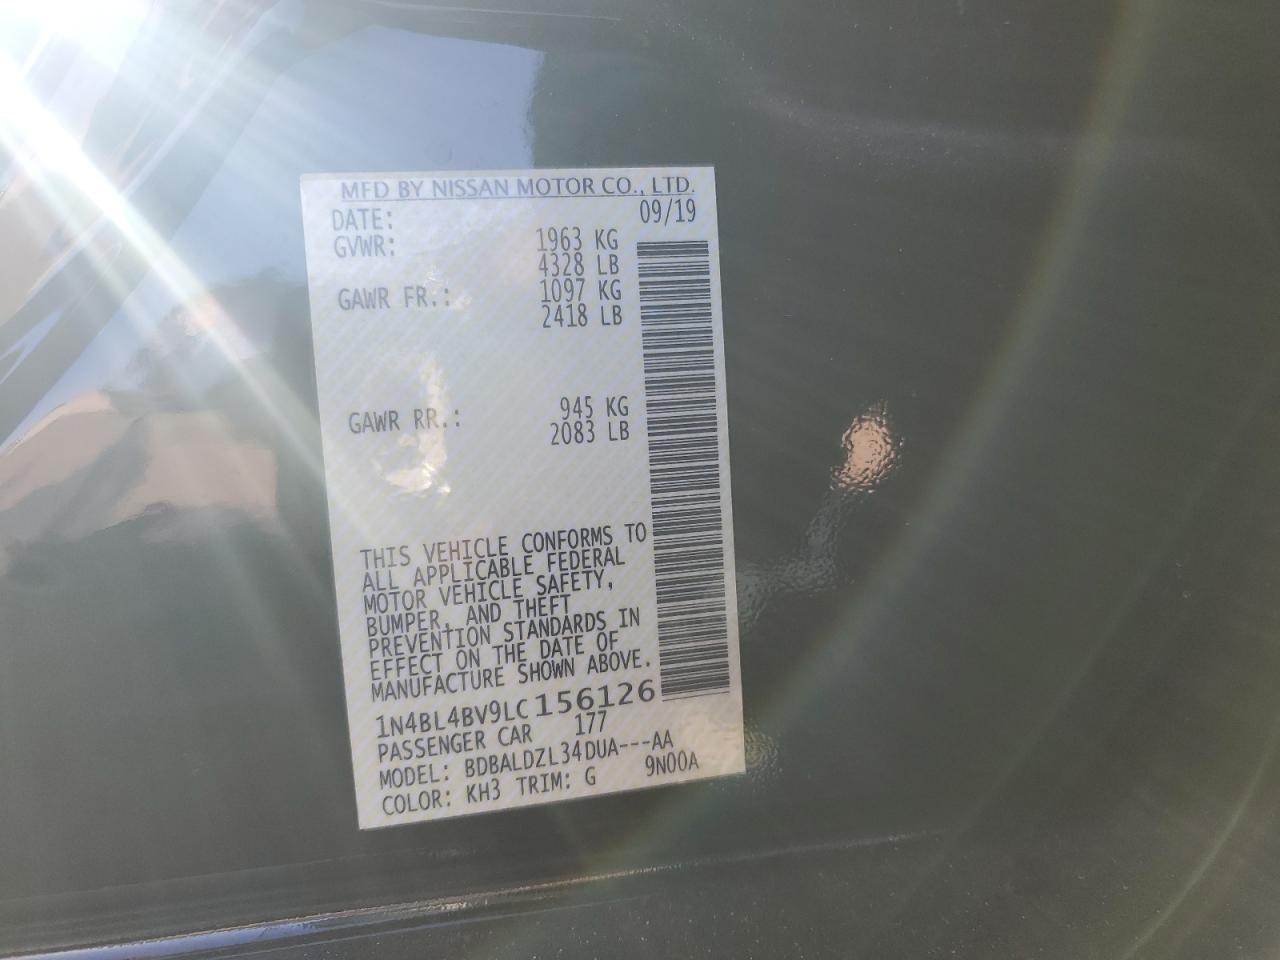 MFD BY NISSAN MOTOR CO., LTD.
DATE: 09/19
GVWR: 1963 KG
4328 LB
GAWR FR.: 1097 KG
2418 LB
GAWR RR.: 945 KG
2083 LB
THIS VEHICLE CONFORMS TO
ALL APPLICABLE FEDERAL
MOTOR VEHICLE SAFETY,
BUMPER, AND THEFT
PREVENTION STANDARDS IN
EFFECT ON THE DATE OF
MANUFACTURE SHOWN ABOVE.
1N4BL4BV9LC156126
PASSENGER CAR 177
MODEL: BDBALDZL34DUA---AA
COLOR: KH3 TRIM: G 9N00A